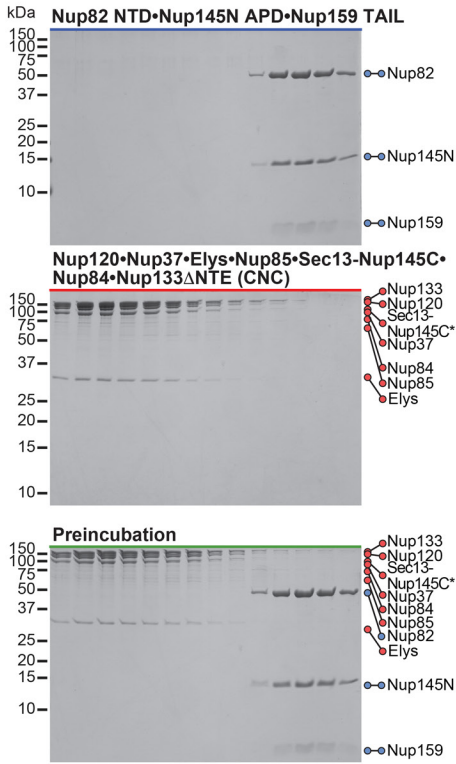 kDa
Nup82 NTD•Nup145N APD•Nup159 TAIL
150
100
75
50
37
25
20
15
10
Nup82
Nup145N
Nup159
Nup120•Nup37•Elys•Nup85•Sec13-Nup145C•
Nup84•Nup133ΔNTE (CNC)
150
100
75
50
37
25
20
15
10
Nup133
Nup120
Sec13-
Nup145C*
Nup37
Nup84
Nup85
Elys
Preincubation
150
100
75
50
37
25
20
15
10
Nup133
Nup120
Sec13-
Nup145C*
Nup37
Nup84
Nup85
Nup82
Elys
Nup145N
Nup159